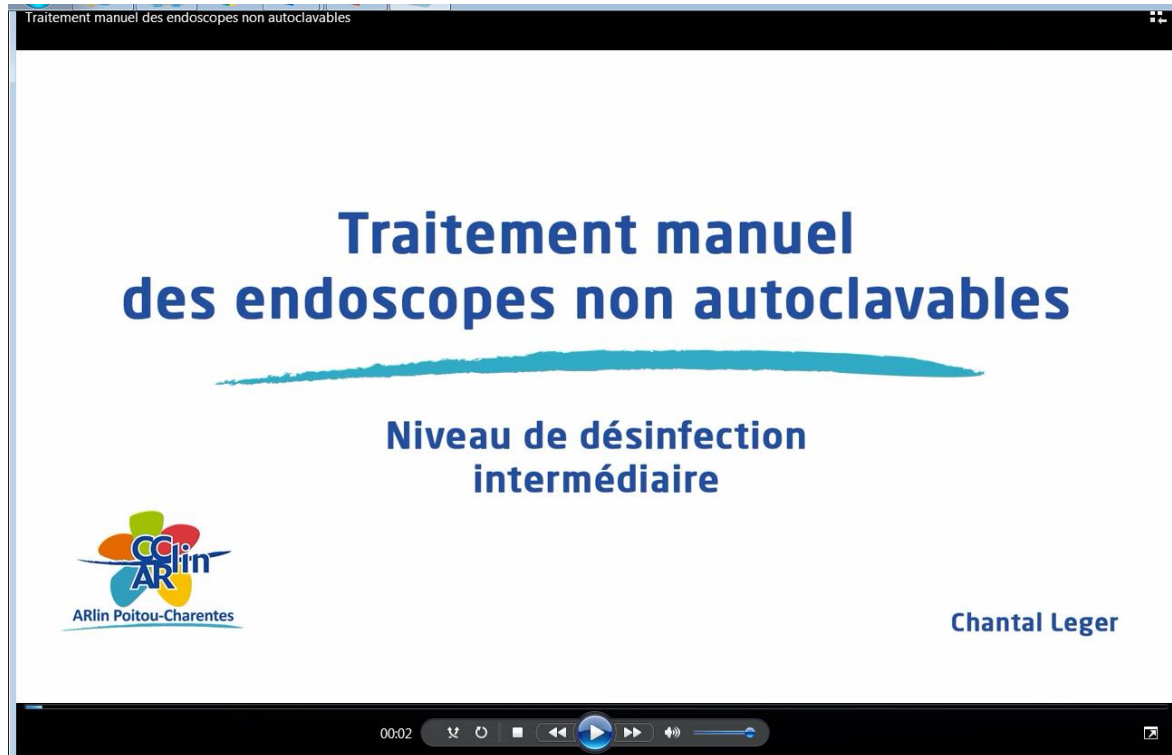 Traitement manuel des endoscopes non autoclavables
Traitement manuel
des endoscopes non autoclavables
Niveau de désinfection
intermédiaire
CClin
AR
ARlin Poitou-Charentes
Chantal Leger
00:02